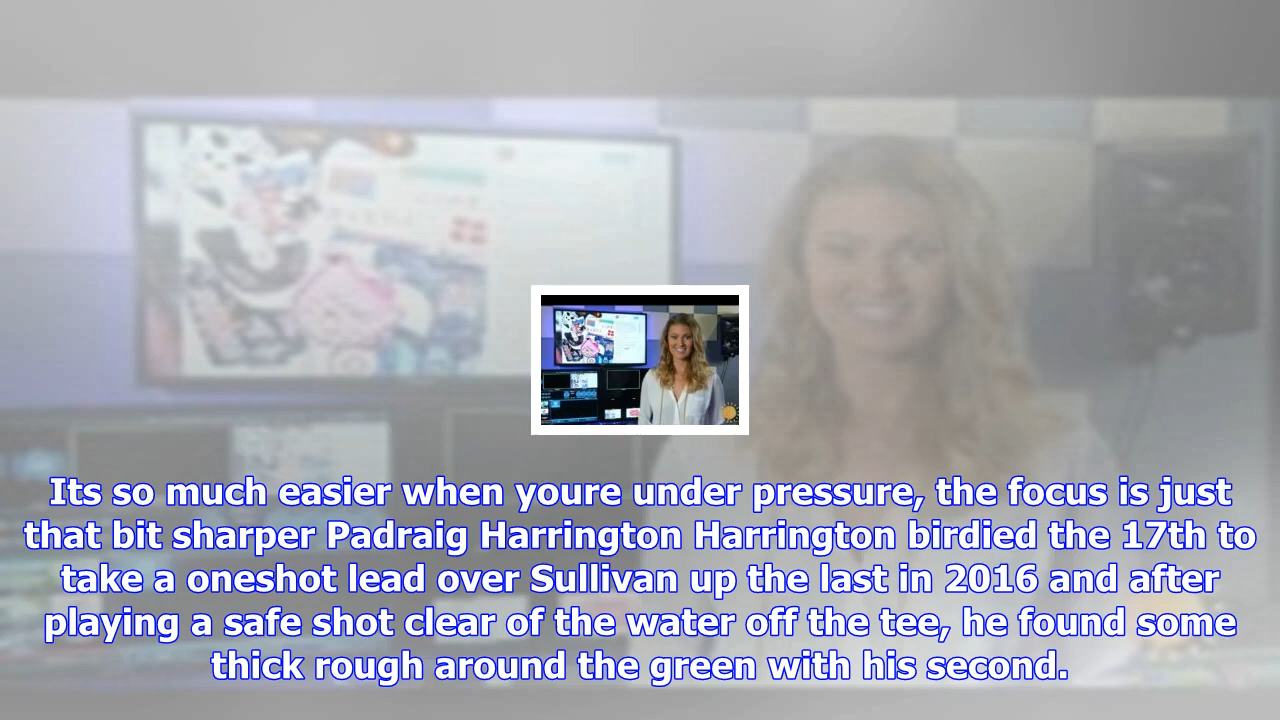 Its so much easier when youre under pressure, the focus is just
that bit sharper Padraig Harrington Harrington birdied the 17th to
take a oneshot lead over Sullivan up the last in 2016 and after
playing a safe shot clear of the water off the tee, he found some
thick rough around the green with his second.